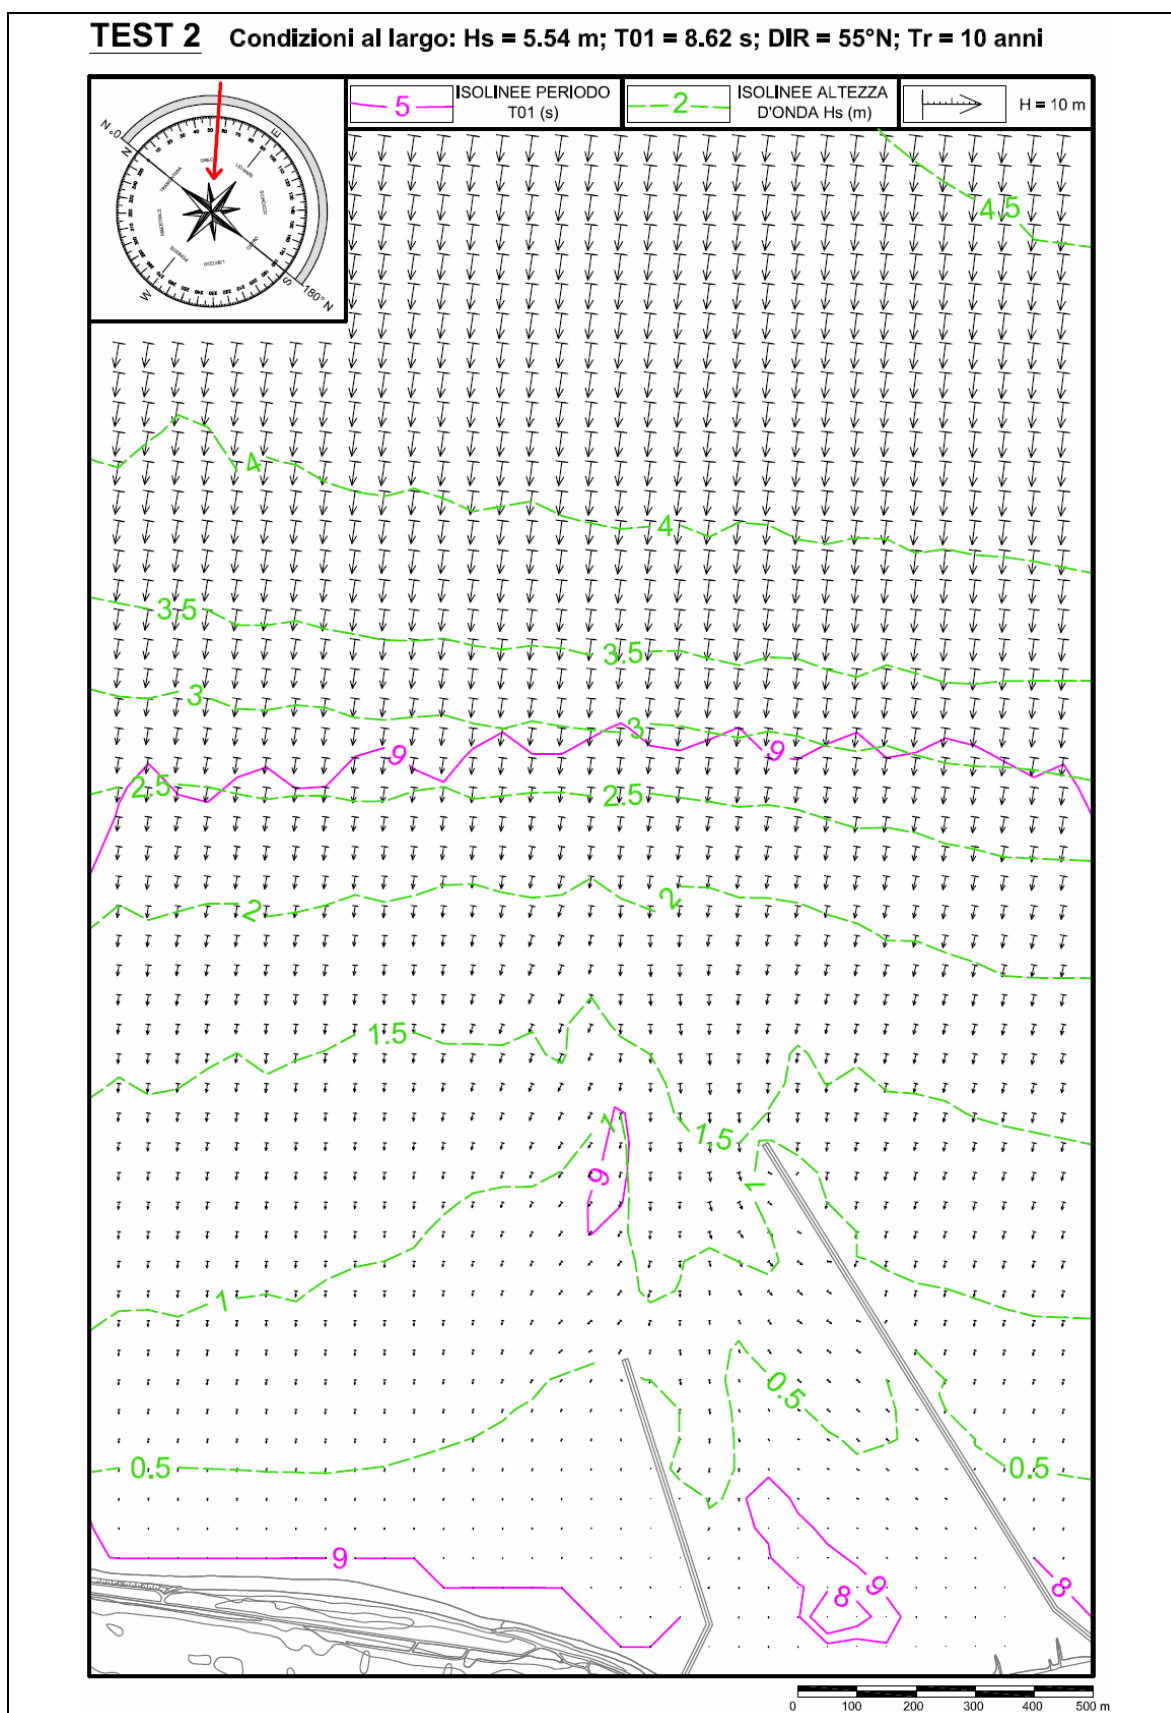 TEST 2 Condizioni al largo: Hs = 5.54 m; T01 = 8.62 s; DIR = 55°N; Tr = 10 anni
5 ISOLINEE PERIODO
T01 (s)
2 ISOLINEE ALTEZZA
D'ONDA Hs (m)
H = 10 m
N =0
N
E
S
180° N
W
4.5
4
4
3.5
3.5
3
3
9
9
2.5
2.5
2
2
1.5
1.5
1
9
1
1
0.5
0.5
0.5
9
9
8
8
0 100 200 300 400 500 m